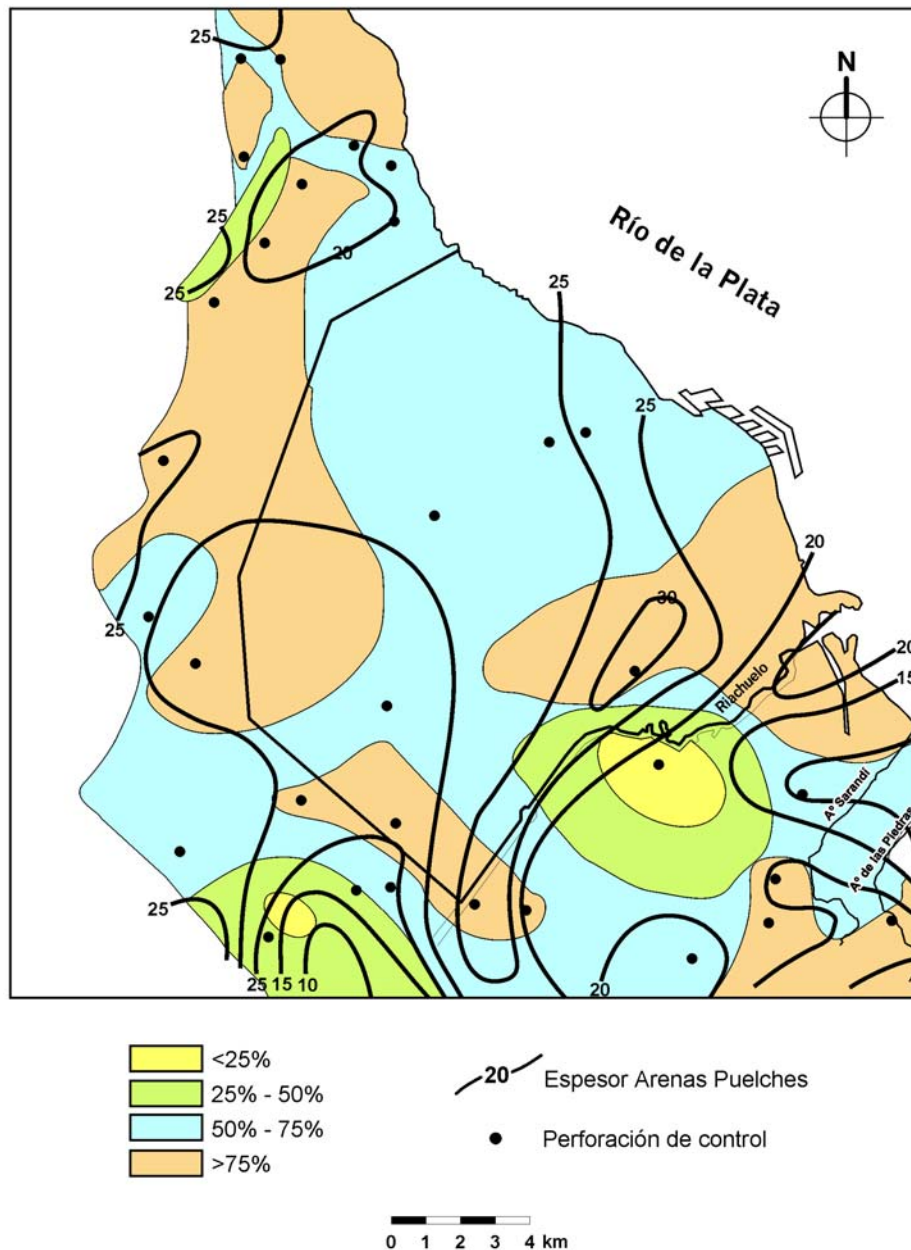 25
N
Río de la Plata
25
20
25
25
25
20
30
25
20
Riachuelo
15
Aº Sarandí
Aº de las Piedras
25
25 15 10
20
<25%
25% - 50%
50% - 75%
>75%
20
Espesor Arenas Puelches
Perforación de control
0 1 2 3 4 km